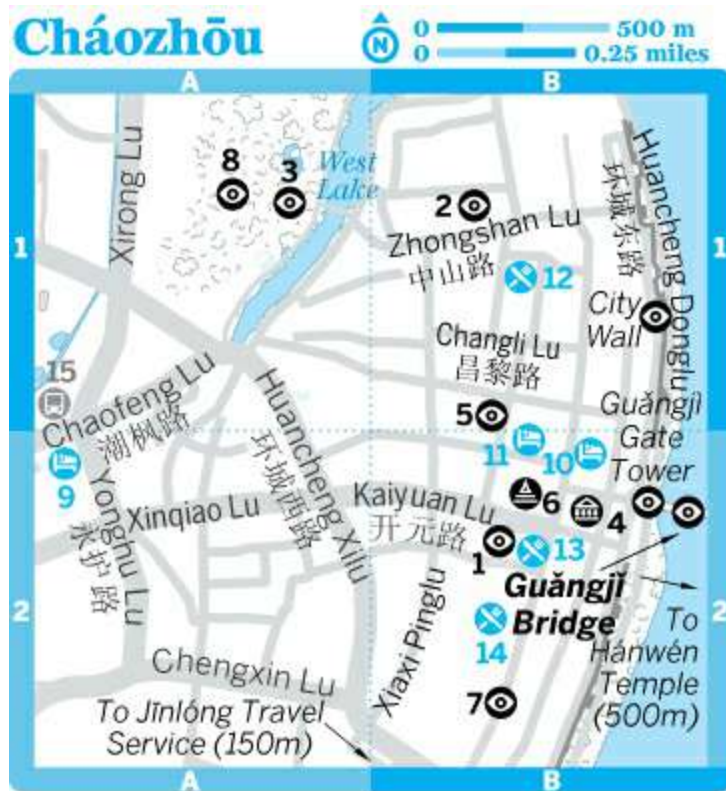 Cháozhōu
N
0 500 m
0 0.25 miles
A B
1 1
Xirong Lu
8
3
West
Lake
2
Zhongshan Lu
中山路
12
Huancheng Donglu
环城东路
City
Wall
Changli Lu
昌黎路
15
Chaofeng Lu
潮枫路
5
Guǎngjǐ
Gate
Tower
11
10
9
Huancheng Xilu
环城西路
Yonghu Lu
永护路
Xinqiao Lu
Kaiyuan Lu
开元路
6
4
1
13
Guǎngjǐ
Bridge
14
Xiaxi Pinglu
2 2
To
Hánwén
Temple
(500m)
Chengxin Lu
7
To Jīnlóng Travel
Service (150m)
A B